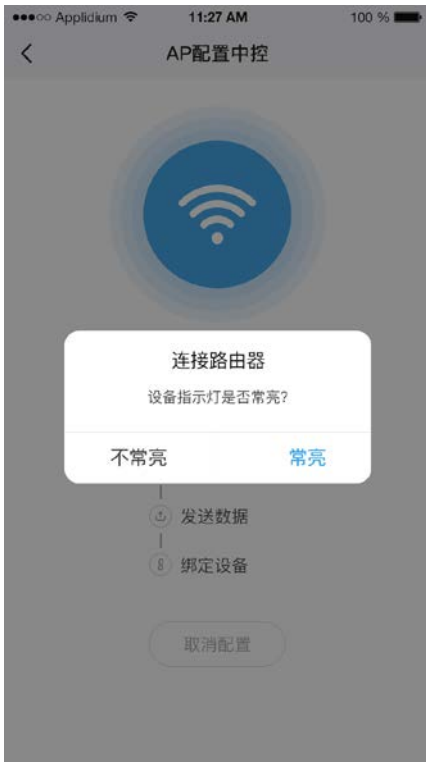 Applidium 11:27 AM 100 %
AP配置中控
连接路由器
设备指示灯是否常亮?
不常亮 常亮
发送数据
绑定设备
取消配置